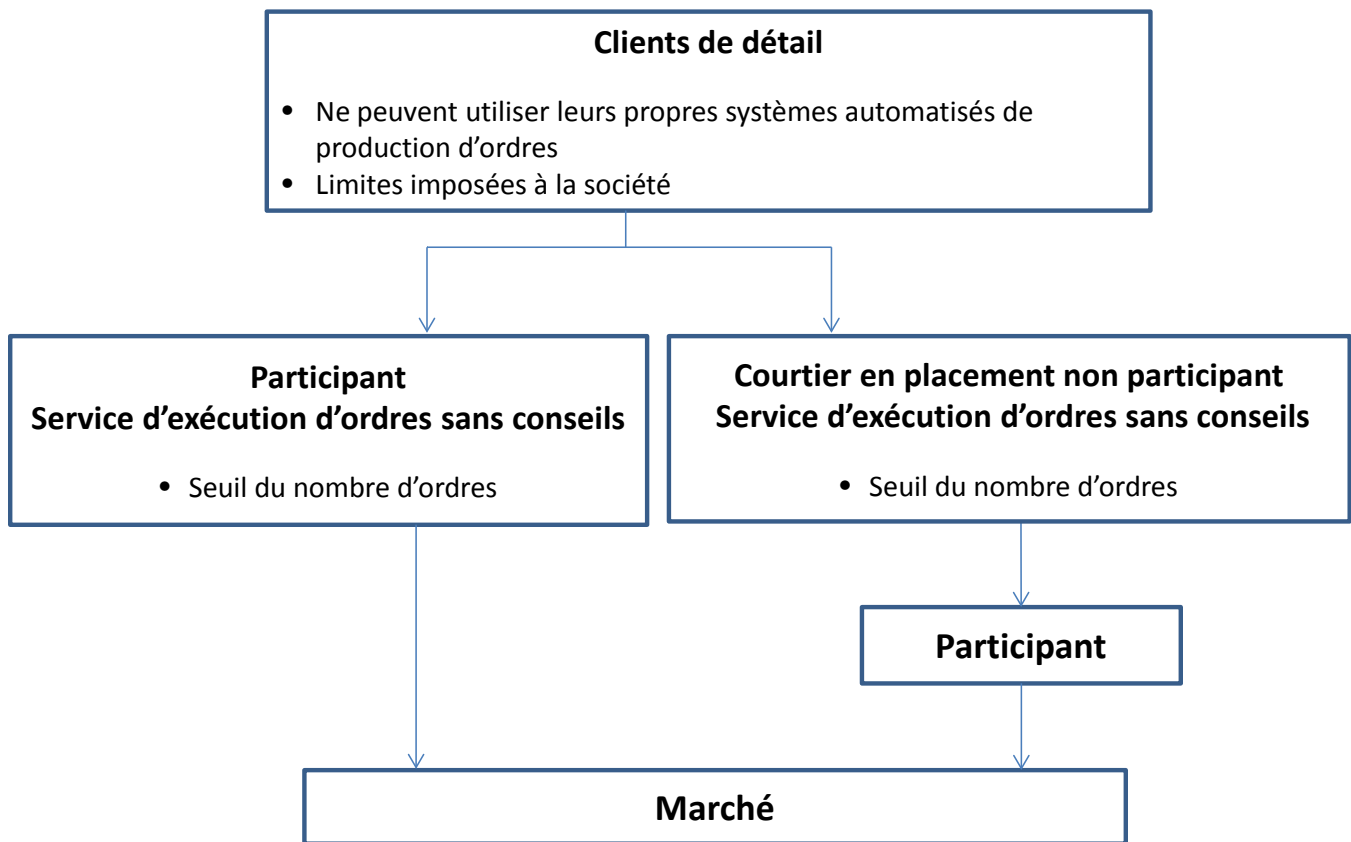 Clients de détail
• Ne peuvent utiliser leurs propres systèmes automatisés de
production d’ordres
• Limites imposées à la société
Participant
Service d’exécution d’ordres sans conseils
• Seuil du nombre d’ordres
Courtier en placement non participant
Service d’exécution d’ordres sans conseils
• Seuil du nombre d’ordres
Participant
Marché